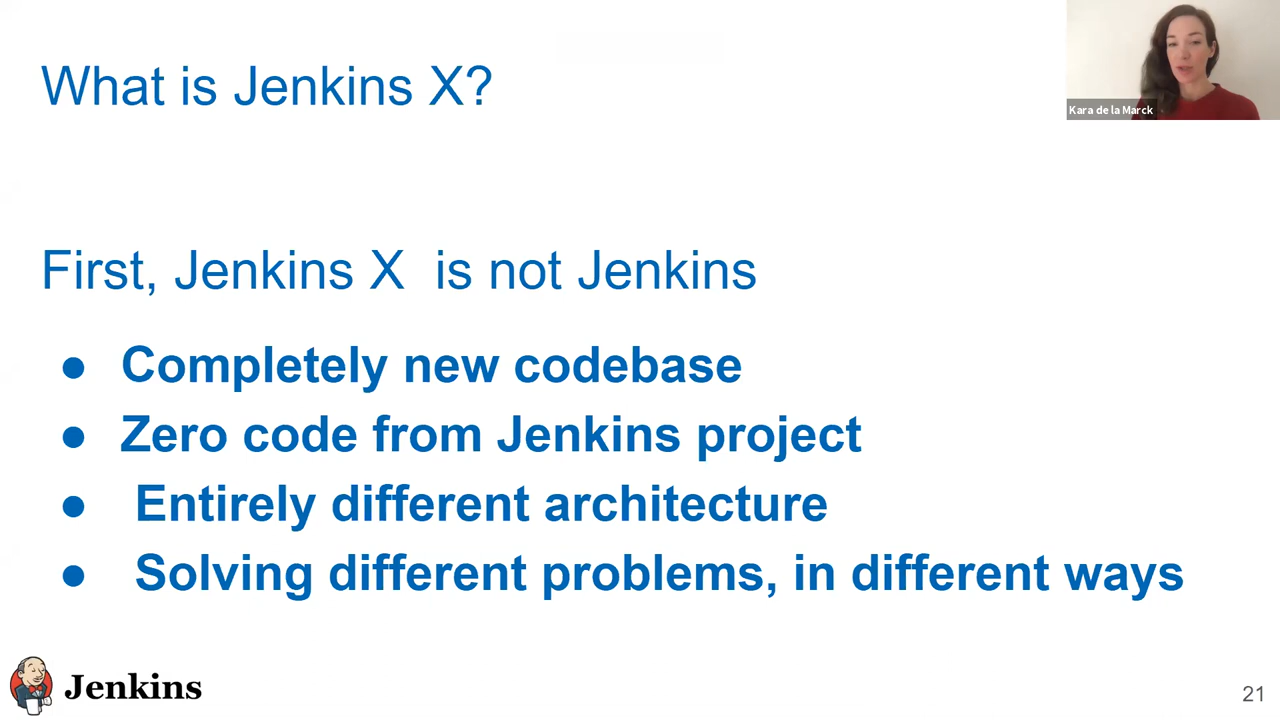 What is Jenkins X?
Kara de la Marck
First, Jenkins X is not Jenkins
● Completely new codebase
● Zero code from Jenkins project
● Entirely different architecture
● Solving different problems, in different ways
Jenkins
21